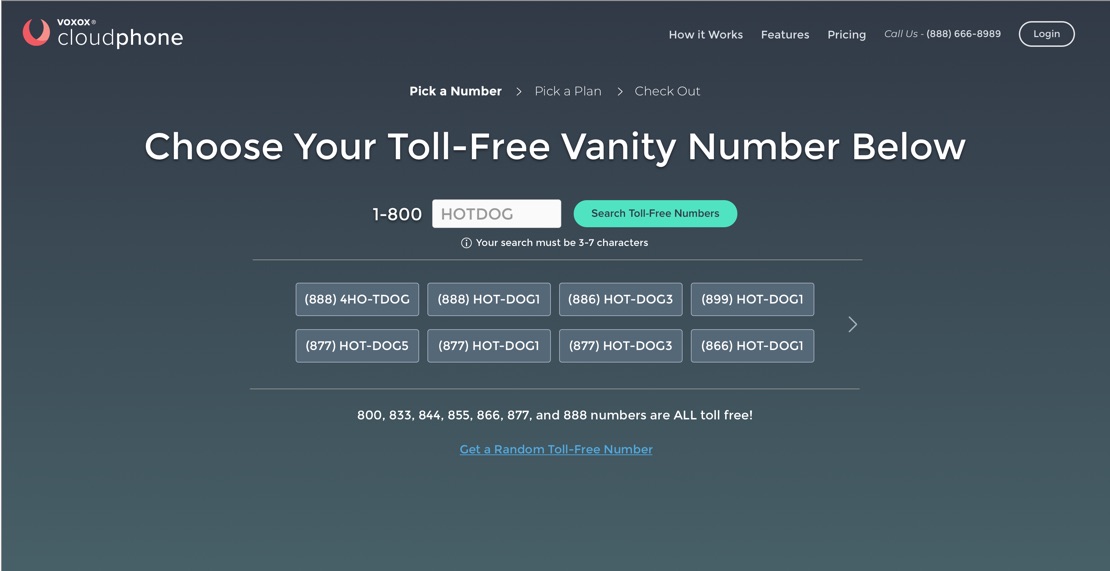 VOXOX®
cloudphone
How it Works Features Pricing Call Us - (888) 666-8989 Login
Pick a Number > Pick a Plan > Check Out
Choose Your Toll-Free Vanity Number Below
1-800 HOTDOG Search Toll-Free Numbers
Your search must be 3-7 characters
(888) 4HO-TDOG (888) HOT-DOG1 (886) HOT-DOG3 (899) HOT-DOG1
(877) HOT-DOG5 (877) HOT-DOG1 (877) HOT-DOG3 (866) HOT-DOG1
800, 833, 844, 855, 866, 877, and 888 numbers are ALL toll free!
Get a Random Toll-Free Number